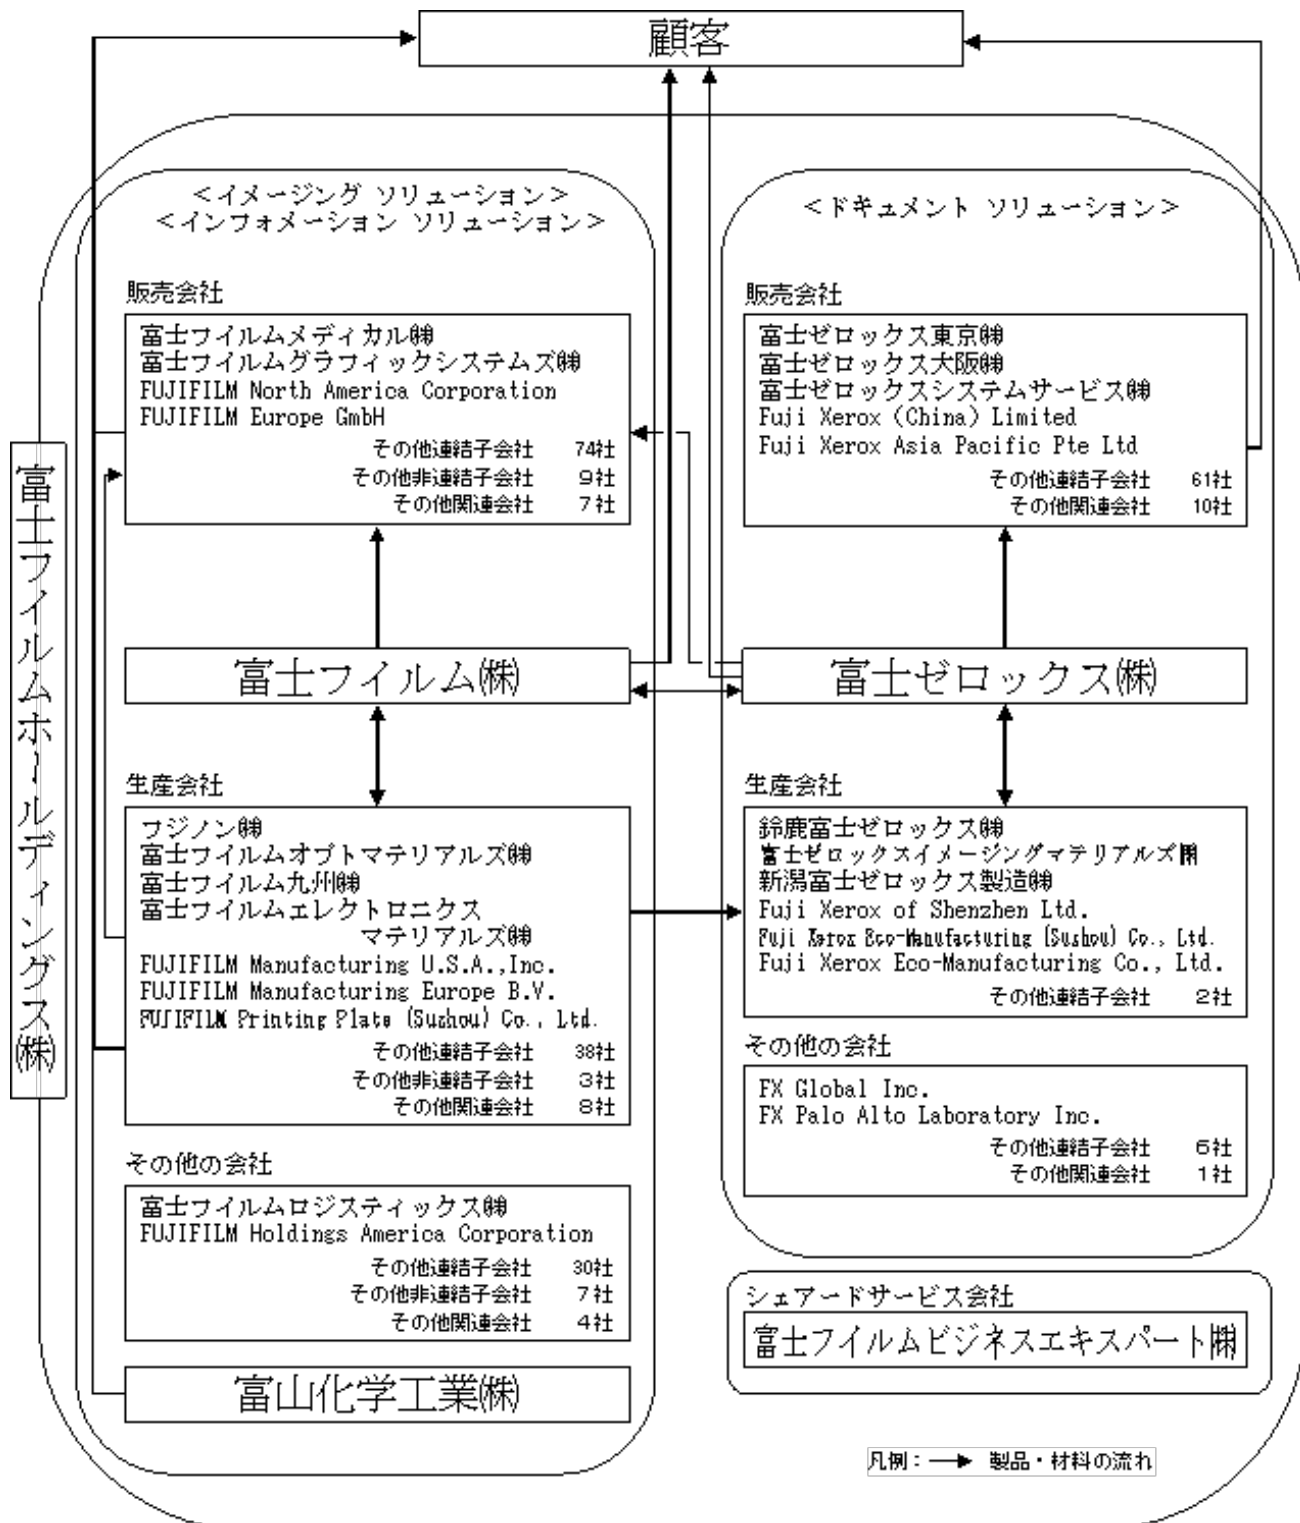 顧客
<イメージング ソリューション>
<インフォメーション ソリューション>
販売会社
富士フイルムメディカル㈱
富士フイルムグラフィックシステムズ㈱
FUJIFILM North America Corporation
FUJIFILM Europe GmbH
その他連結子会社 74社
その他非連結子会社 9社
その他関連会社 7社
富士フイルム㈱
生産会社
フジノン㈱
富士フイルムオプトマテリアルズ㈱
富士フイルム九州㈱
富士フイルムエレクトロニクス
マテリアルズ㈱
FUJIFILM Manufacturing U.S.A.,Inc.
FUJIFILM Manufacturing Europe B.V.
FUJIFILM Printing Plate (Suzhou) Co., Ltd.
その他連結子会社 38社
その他非連結子会社 3社
その他関連会社 8社
その他の会社
富士フイルムロジスティックス㈱
FUJIFILM Holdings America Corporation
その他連結子会社 30社
その他非連結子会社 7社
その他関連会社 4社
富山化学工業㈱
<ドキュメント ソリューション>
販売会社
富士ゼロックス東京㈱
富士ゼロックス大阪㈱
富士ゼロックスシステムサービス㈱
Fuji Xerox (China) Limited
Fuji Xerox Asia Pacific Pte Ltd
その他連結子会社 61社
その他関連会社 10社
富士ゼロックス㈱
生産会社
鈴鹿富士ゼロックス㈱
富士ゼロックスイメージングマテリアルズ㈱
新潟富士ゼロックス製造㈱
Fuji Xerox of Shenzhen Ltd.
Fuji Xerox Eco-Manufacturing (Suzhou) Co., Ltd.
Fuji Xerox Eco-Manufacturing Co., Ltd.
その他連結子会社 2社
その他の会社
FX Global Inc.
FX Palo Alto Laboratory Inc.
その他連結子会社 6社
その他関連会社 1社
シェアードサービス会社
富士フイルムビジネスエキスパート㈱
富士フイルムホールディングス㈱
凡例：→ 製品・材料の流れ